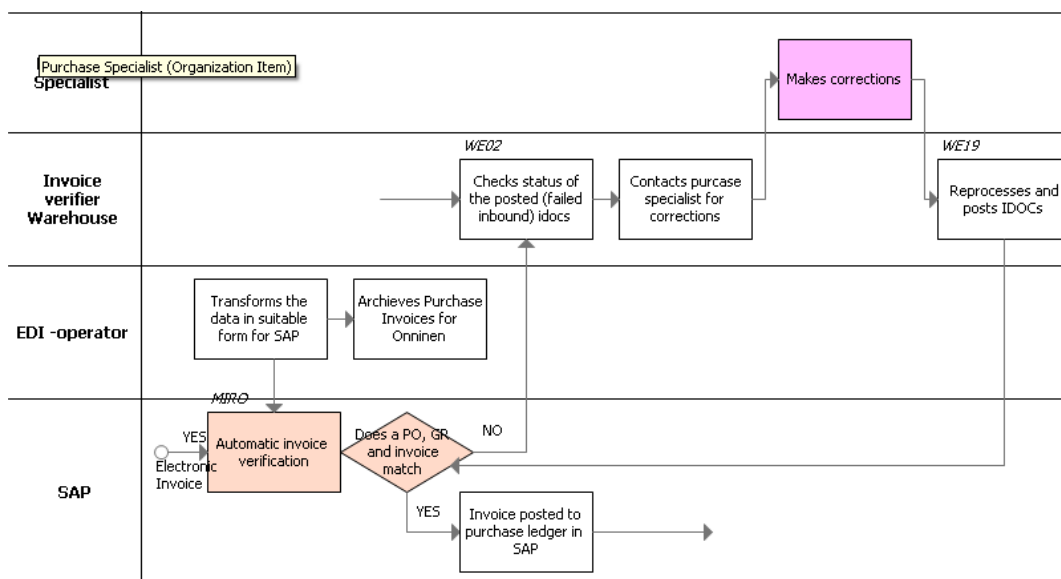 Purchase Specialist (Organization Item)
Specialist
Makes corrections
WE02
WE19
Invoice
verifier
Warehouse
Checks status of
the posted (failed
inbound) idocs
Contacts purcase
specialist for
corrections
Reprocesses and
posts IDOCs
EDI -operator
Transforms the
data in suitable
form for SAP
Archieves Purchase
Invoices for
Onninen
MIRO
SAP
YES
Electronic
Invoice
Automatic invoice
verification
Does a PO, GR
and invoice
match
NO
YES
Invoice posted to
purchase ledger in
SAP